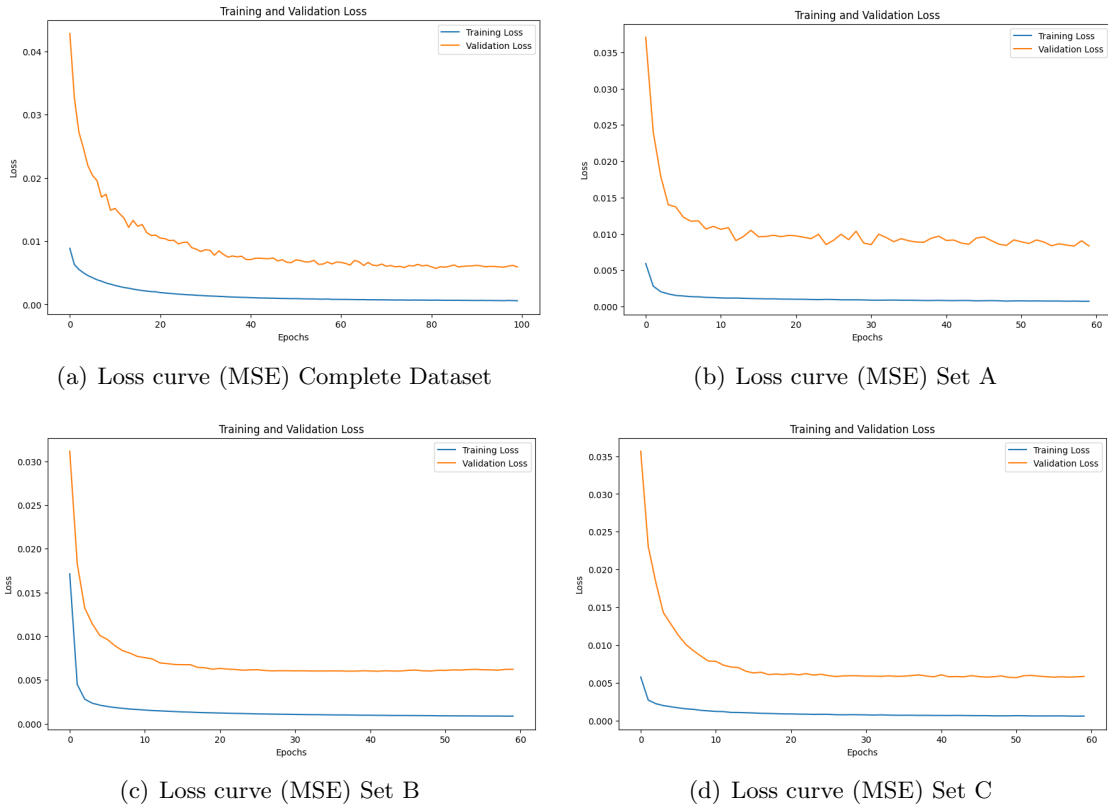 Training and Validation Loss
Training Loss
Validation Loss
0.04
0.03
0.02
0.01
0.00
Loss
0
20
40
60
80
100
Epochs
(a) Loss curve (MSE) Complete Dataset
Training and Validation Loss
Training Loss
Validation Loss
0.035
0.030
0.025
0.020
0.015
0.010
0.005
0.000
Loss
0
10
20
30
40
50
60
Epochs
(b) Loss curve (MSE) Set A
Training and Validation Loss
Training Loss
Validation Loss
0.030
0.025
0.020
0.015
0.010
0.005
0.000
Loss
0
10
20
30
40
50
60
Epochs
(c) Loss curve (MSE) Set B
Training and Validation Loss
Training Loss
Validation Loss
0.035
0.030
0.025
0.020
0.015
0.010
0.005
0.000
Loss
0
10
20
30
40
50
60
Epochs
(d) Loss curve (MSE) Set C